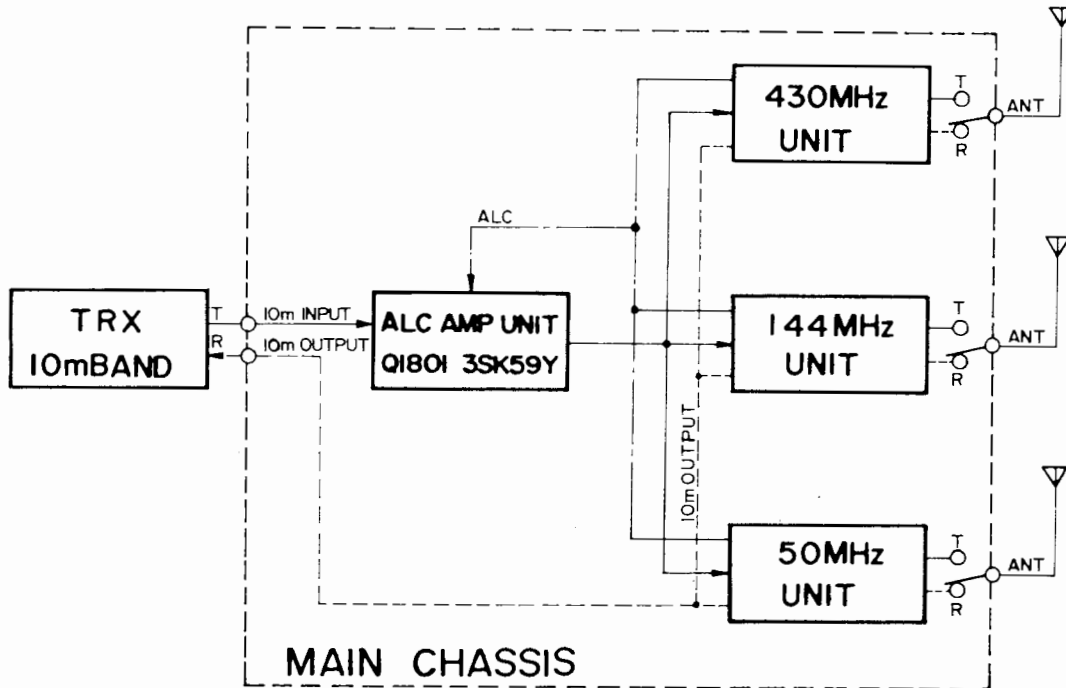 430MHz
UNIT
T
R
ANT
ALC
TRX
10mBAND
T
R
10m INPUT
10m OUTPUT
ALC AMP UNIT
Q1801 3SK59Y
144MHz
UNIT
T
R
ANT
10m OUTPUT
50MHz
UNIT
T
R
ANT
MAIN CHASSIS